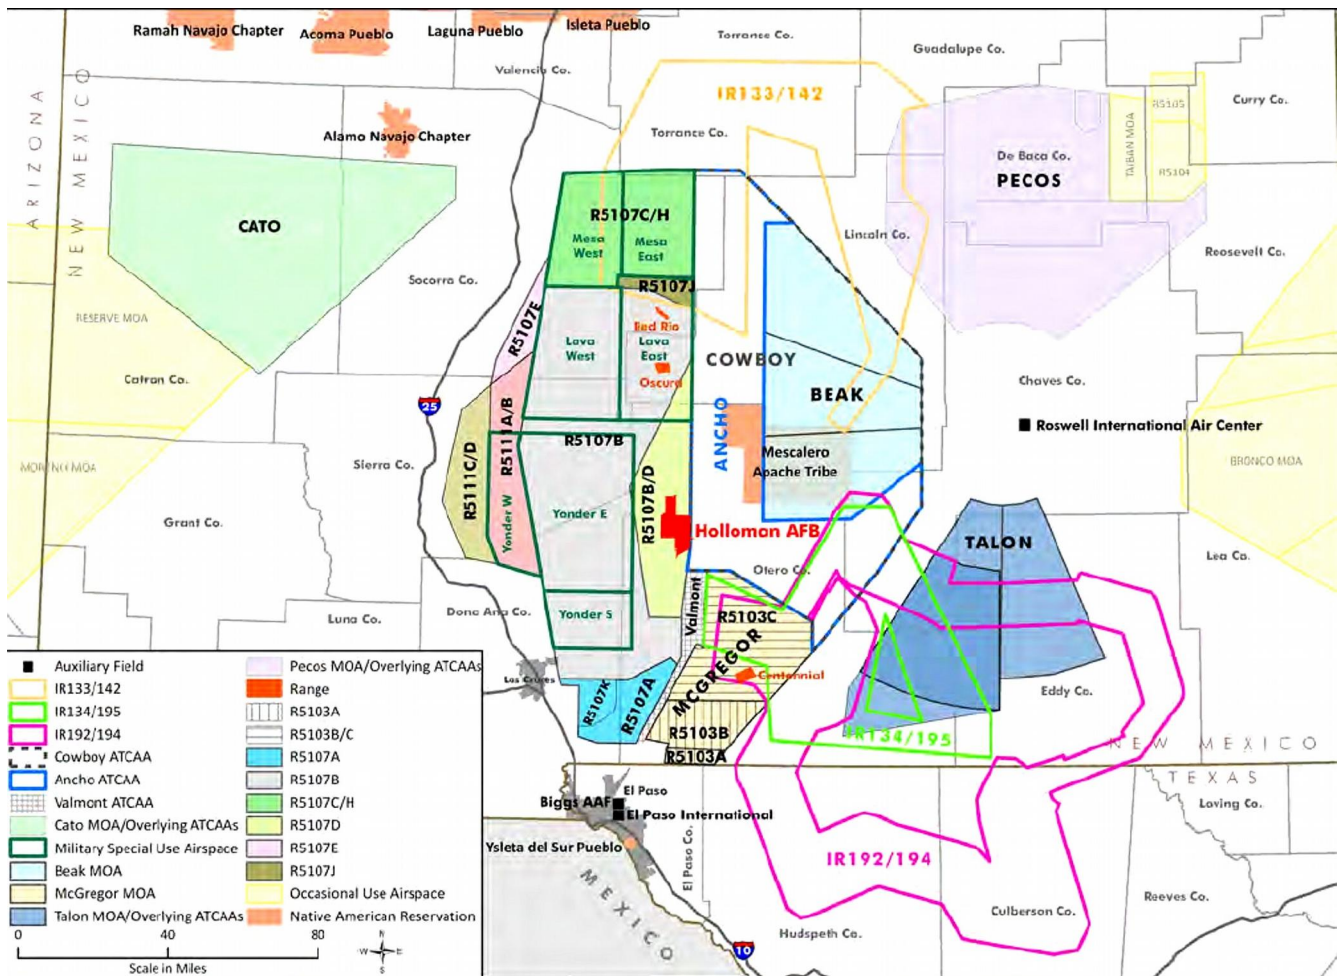 Ramah Navajo Chapter
Acoma Pueblo
Laguna Pueblo
Isleta Pueblo
Torrance Co.
Guadalupe Co.
Valencia Co.
ARIZONA
NEW MEXICO
IR133/142
Curry Co.
R5105
TAIBAN MOA
Alamo Navajo Chapter
Torrance Co.
De Baca Co.
PECOS
R5104
CATO
R5107C/H
Mesa West
Mesa East
Lincoln Co.
Roosevelt Co.
Socorro Co.
R5107J
RESERVE MOA
R5107E
Red Rio
Lava West
Lava East
COWBOY
Catron Co.
Oscura
Chaves Co.
BEAK
25
R5111A/B
ANCHO
Roswell International Air Center
R5107B
Mescalero
Apache Tribe
Sierra Co.
BRONCO MOA
R5111C/D
R5107B/D
Yonder W
Yonder E
Grant Co.
Holloman AFB
TALON
Lea Co.
Otero Co.
Dona Ana Co.
Luna Co.
Yonder S
Valmont
R5103C
MCGREGOR
Centennial
Las Cruces
R5107K
R5107A
Eddy Co.
R5103B
IR134/195
R5103A
NEW MEXICO
TEXAS
El Paso
Biggs AAF
El Paso International
Loving Co.
Ysleta del Sur Pueblo
El Paso Co.
IR192/194
MEXICO
Culberson Co.
Reeves Co.
Hudspeth Co.
10
Auxiliary Field
IR133/142
IR134/195
IR192/194
Cowboy ATCAA
Ancho ATCAA
Valmont ATCAA
Cato MOA/Overlying ATCAAs
Military Special Use Airspace
Beak MOA
McGregor MOA
Talon MOA/Overlying ATCAAs
Pecos MOA/Overlying ATCAAs
Range
R5103A
R5103B/C
R5107A
R5107B
R5107C/H
R5107D
R5107E
R5107J
Occasional Use Airspace
Native American Reservation
0 40 80
Scale in Miles
N
W E
S